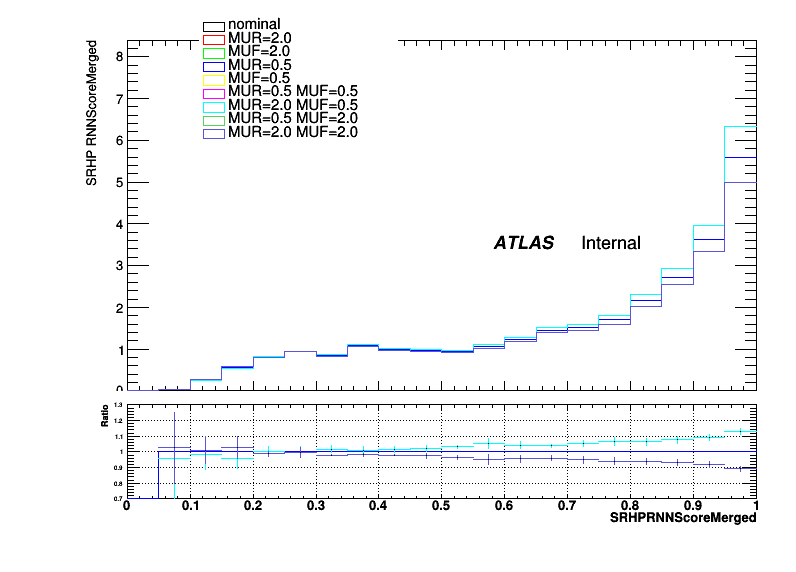 nominal
MUR=2.0
MUF=2.0
MUR=0.5
MUF=0.5
MUR=0.5 MUF=0.5
MUR=2.0 MUF=0.5
MUR=0.5 MUF=2.0
MUR=2.0 MUF=2.0
SRHP RNNScoreMerged
8
7
6
5
4
3
2
1
0
ATLAS Internal
Ratio
1.3
1.2
1.1
1
0.9
0.8
0.7
0 0.1 0.2 0.3 0.4 0.5 0.6 0.7 0.8 0.9 1
SRHPRNNScoreMerged